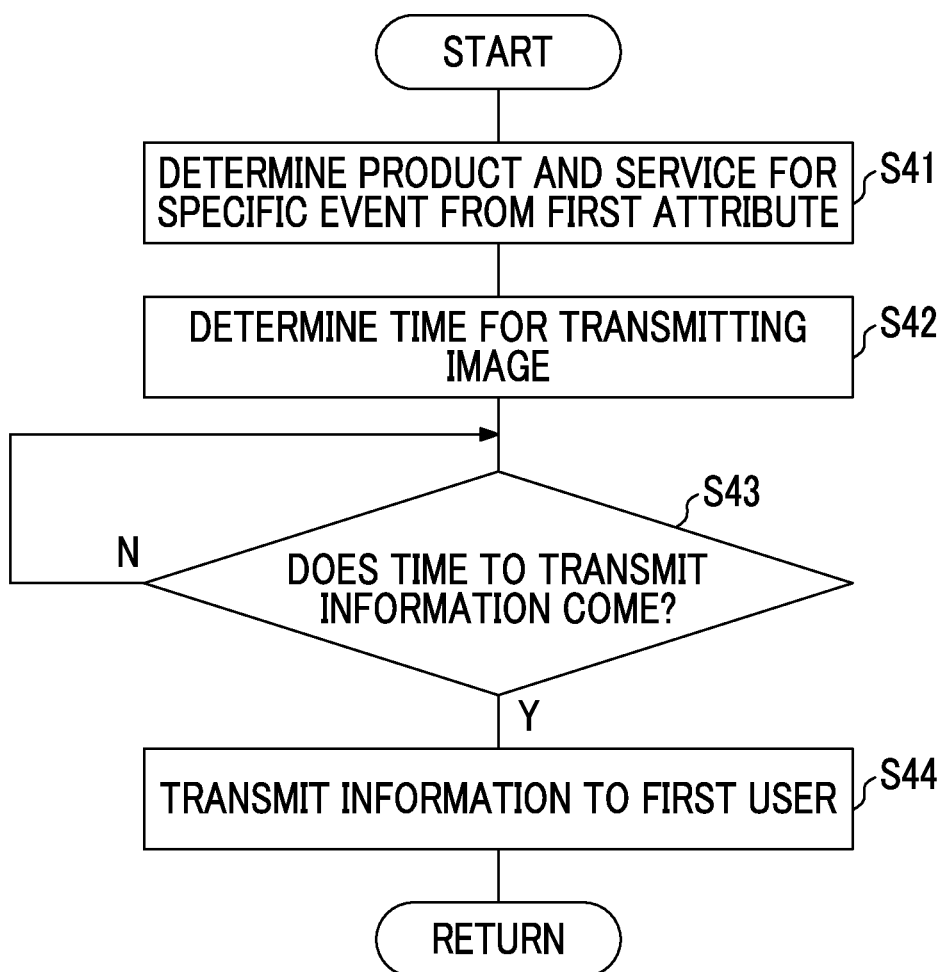 START
DETERMINE PRODUCT AND SERVICE FOR
SPECIFIC EVENT FROM FIRST ATTRIBUTE
S41
DETERMINE TIME FOR TRANSMITTING
IMAGE
S42
S43
N
DOES TIME TO TRANSMIT
INFORMATION COME?
Y
TRANSMIT INFORMATION TO FIRST USER
S44
RETURN